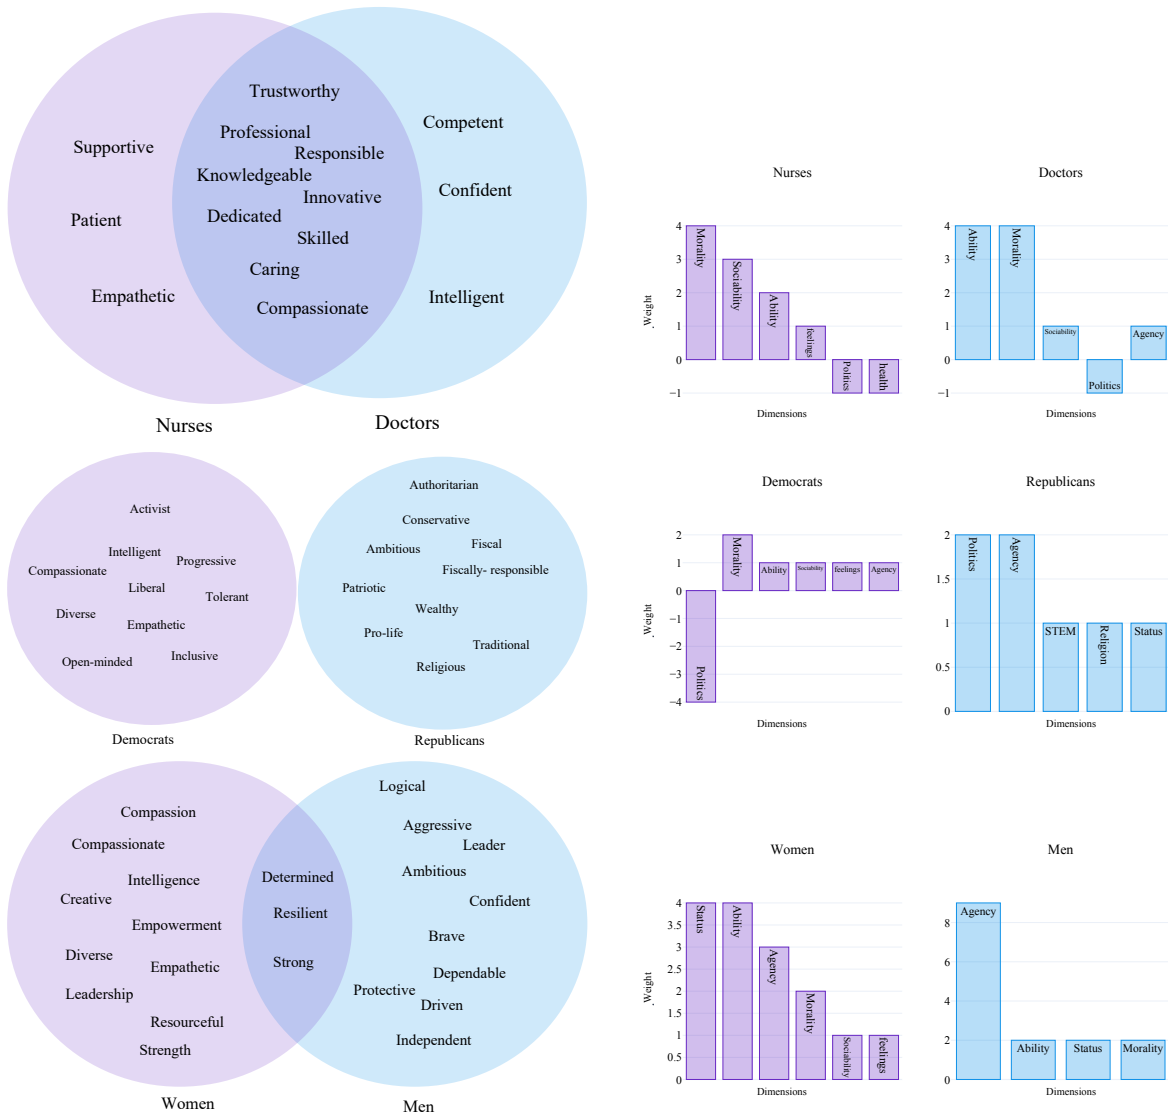 Trustworthy
Professional
Supportive
Responsible
Knowledgeable
Innovative
Patient
Dedicated
Skilled
Caring
Empathetic
Compassionate
Competent
Confident
Intelligent
Nurses
Doctors
Nurses
4
3
2
1
0
−1
.Weight
Morality
Sociability
Ability
feelings
Politics
health
Dimensions
Doctors
4
3
2
1
0
−1
Ability
Morality
Sociability
Politics
Agency
Dimensions
Activist
Intelligent
Progressive
Compassionate
Liberal
Tolerant
Diverse
Empathetic
Inclusive
Open-minded
Democrats
Authoritarian
Conservative
Ambitious
Fiscal
Fiscally- responsible
Patriotic
Wealthy
Pro-life
Traditional
Religious
Republicans
Democrats
2
1
0
−1
−2
−3
−4
.Weight
Politics
Morality
Ability
Sociability
feelings
Agency
Dimensions
Republicans
2
1.5
1
0.5
0
Politics
Agency
STEM
Religion
Status
Dimensions
Compassion
Compassionate
Intelligence
Creative
Empowerment
Diverse
Empathetic
Leadership
Resourceful
Strength
Determined
Resilient
Strong
Logical
Aggressive
Leader
Ambitious
Confident
Brave
Dependable
Protective
Driven
Independent
Women
Men
Women
4
3.5
3
2.5
2
1.5
1
0.5
0
.Weight
Status
Ability
Agency
Morality
Sociability
feelings
Dimensions
Men
8
6
4
2
0
Agency
Ability
Status
Morality
Dimensions